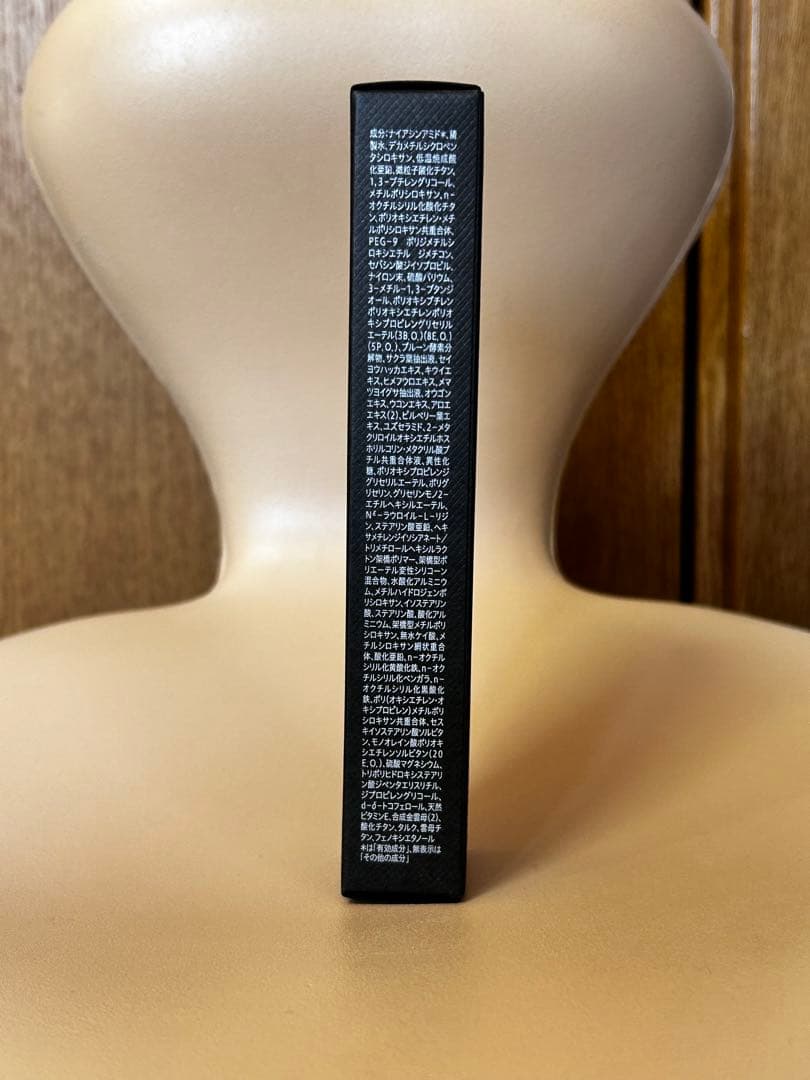 成分:ナイアシンアミド*、精
製水、デカメチルシクロペン
タシロキサン、低温焼成酸
化亜鉛、微粒子酸化チタン、
1,3-ブチレングリコール、
メチルポリシロキサン、n-
オクチルシリル化酸化チタ
ン、ポリオキシエチレン・メチ
ルポリシロキサン共重合体、
PEG-9 ポリジメチルシ
ロキシエチル ジメチコン、
セバシン酸ジイソプロピル、
ナイロン末、硫酸バリウム、
3-メチル-1,3-ブタンジ
オール、ポリオキシブチレン
ポリオキシエチレンポリオ
キシプロピレングリセリル
エーテル(3B.O.)(8E.O.)
(5P.O.)、プルーン酵素分
解物、サクラ葉抽出液、セイ
ヨウハッカエキス、キウイエ
キス、ヒメフウロエキス、メマ
ツヨイグサ抽出液、オウゴン
エキス、ウコンエキス、アロエ
エキス(2)、ビルベリー葉エ
キス、ユズセラミド、2-メタ
クリロイルオキシエチルホス
ホリルコリン・メタクリル酸ブ
チル共重合体液、異性化
糖、ポリオキシプロピレンジ
グリセリルエーテル、ポリグ
リセリン、グリセリンモノ2-
エチルヘキシルエーテル、
Nε-ラウロイル-L-リジ
ン、ステアリン酸亜鉛、ヘキ
サメチレンジイソシアネート/
トリメチロールヘキシルラク
トン架橋ポリマー、架橋型ポ
リエーテル変性シリコーン
混合物、水酸化アルミニウ
ム、メチルハイドロジェンポ
リシロキサン、イソステアリン
酸、ステアリン酸、酸化アル
ミニウム、架橋型メチルポリ
シロキサン、無水ケイ酸、メ
チルシロキサン網状重合
体、酸化亜鉛、n-オクチル
シリル化黄酸化鉄、n-オク
チルシリル化ベンガラ、n-
オクチルシリル化黒酸化
鉄、ポリ(オキシエチレン・オ
キシプロピレン)メチルポリ
シロキサン共重合体、セス
キイソステアリン酸ソルビタ
ン、モノオレイン酸ポリオキ
シエチレンソルビタン(20
E.O.)、硫酸マグネシウム、
トリポリヒドロキシステアリ
ン酸ジペンタエリスリチル、
ジプロピレングリコール、
d-δ-トコフェロール、天然
ビタミンE、合成金雲母(2)、
酸化チタン、タルク、雲母チ
タン、フェノキシエタノール
*は「有効成分」、無表示は
「その他の成分」